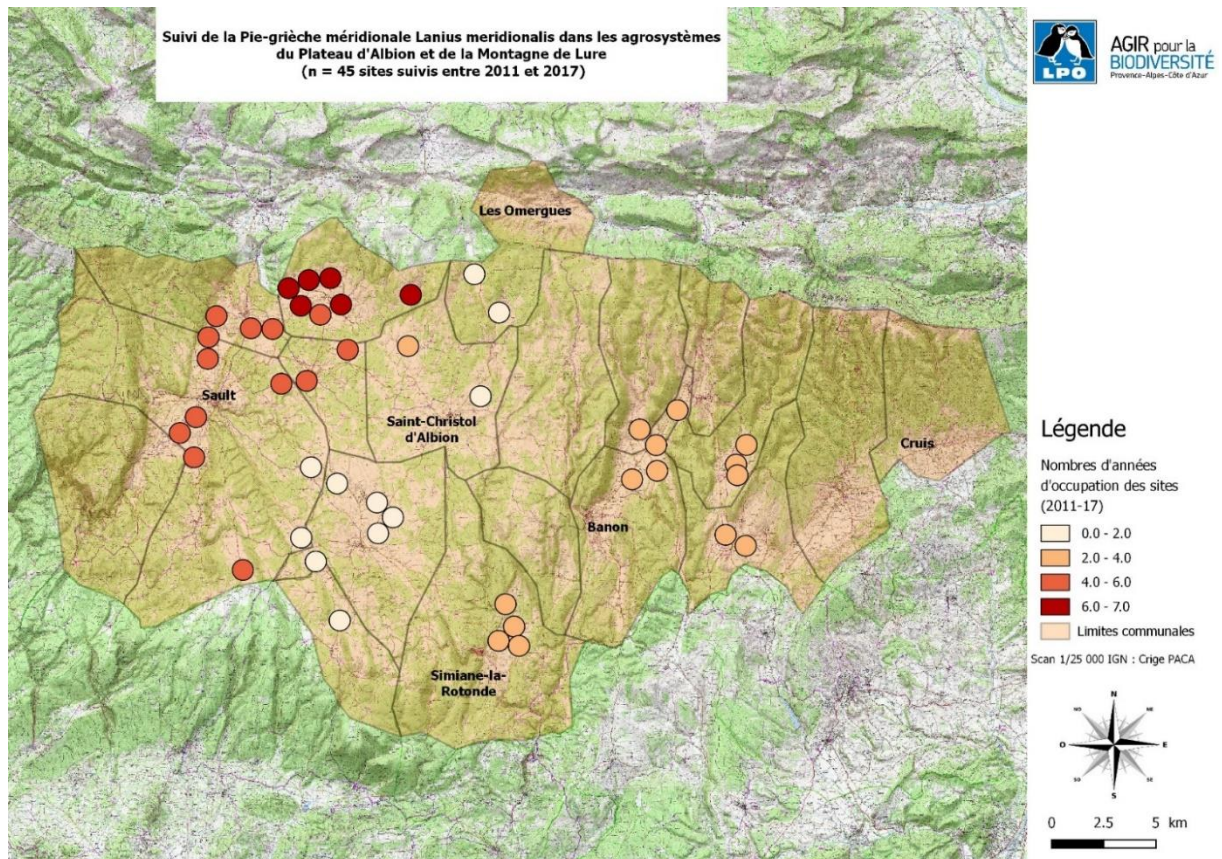 Suivi de la Pie-grièche méridionale Lanius meridionalis dans les agrosystèmes
du Plateau d'Albion et de la Montagne de Lure
(n = 45 sites suivis entre 2011 et 2017)
LPO
AGIR pour la
BIODIVERSITÉ
Provence-Alpes-Côte d'Azur
Les Omergues
Sault
Saint-Christol
d'Albion
Cruis
Banon
Simiane-la-
Rotonde
Légende
Nombres d'années
d'occupation des sites
(2011-17)
0.0 - 2.0
2.0 - 4.0
4.0 - 6.0
6.0 - 7.0
Limites communales
Scan 1/25 000 IGN : Crige PACA
N
NO
NE
O
E
SO
SE
S
0 2.5 5 km